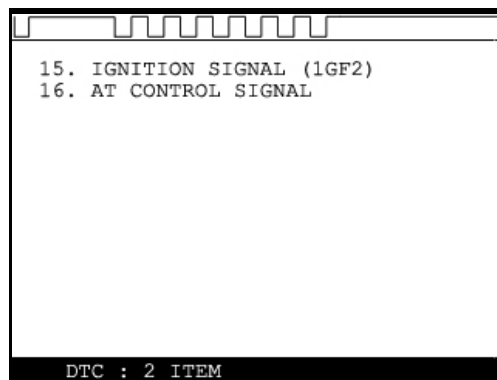 15. IGNITION SIGNAL (1GF2)
16. AT CONTROL SIGNAL
DTC : 2 ITEM